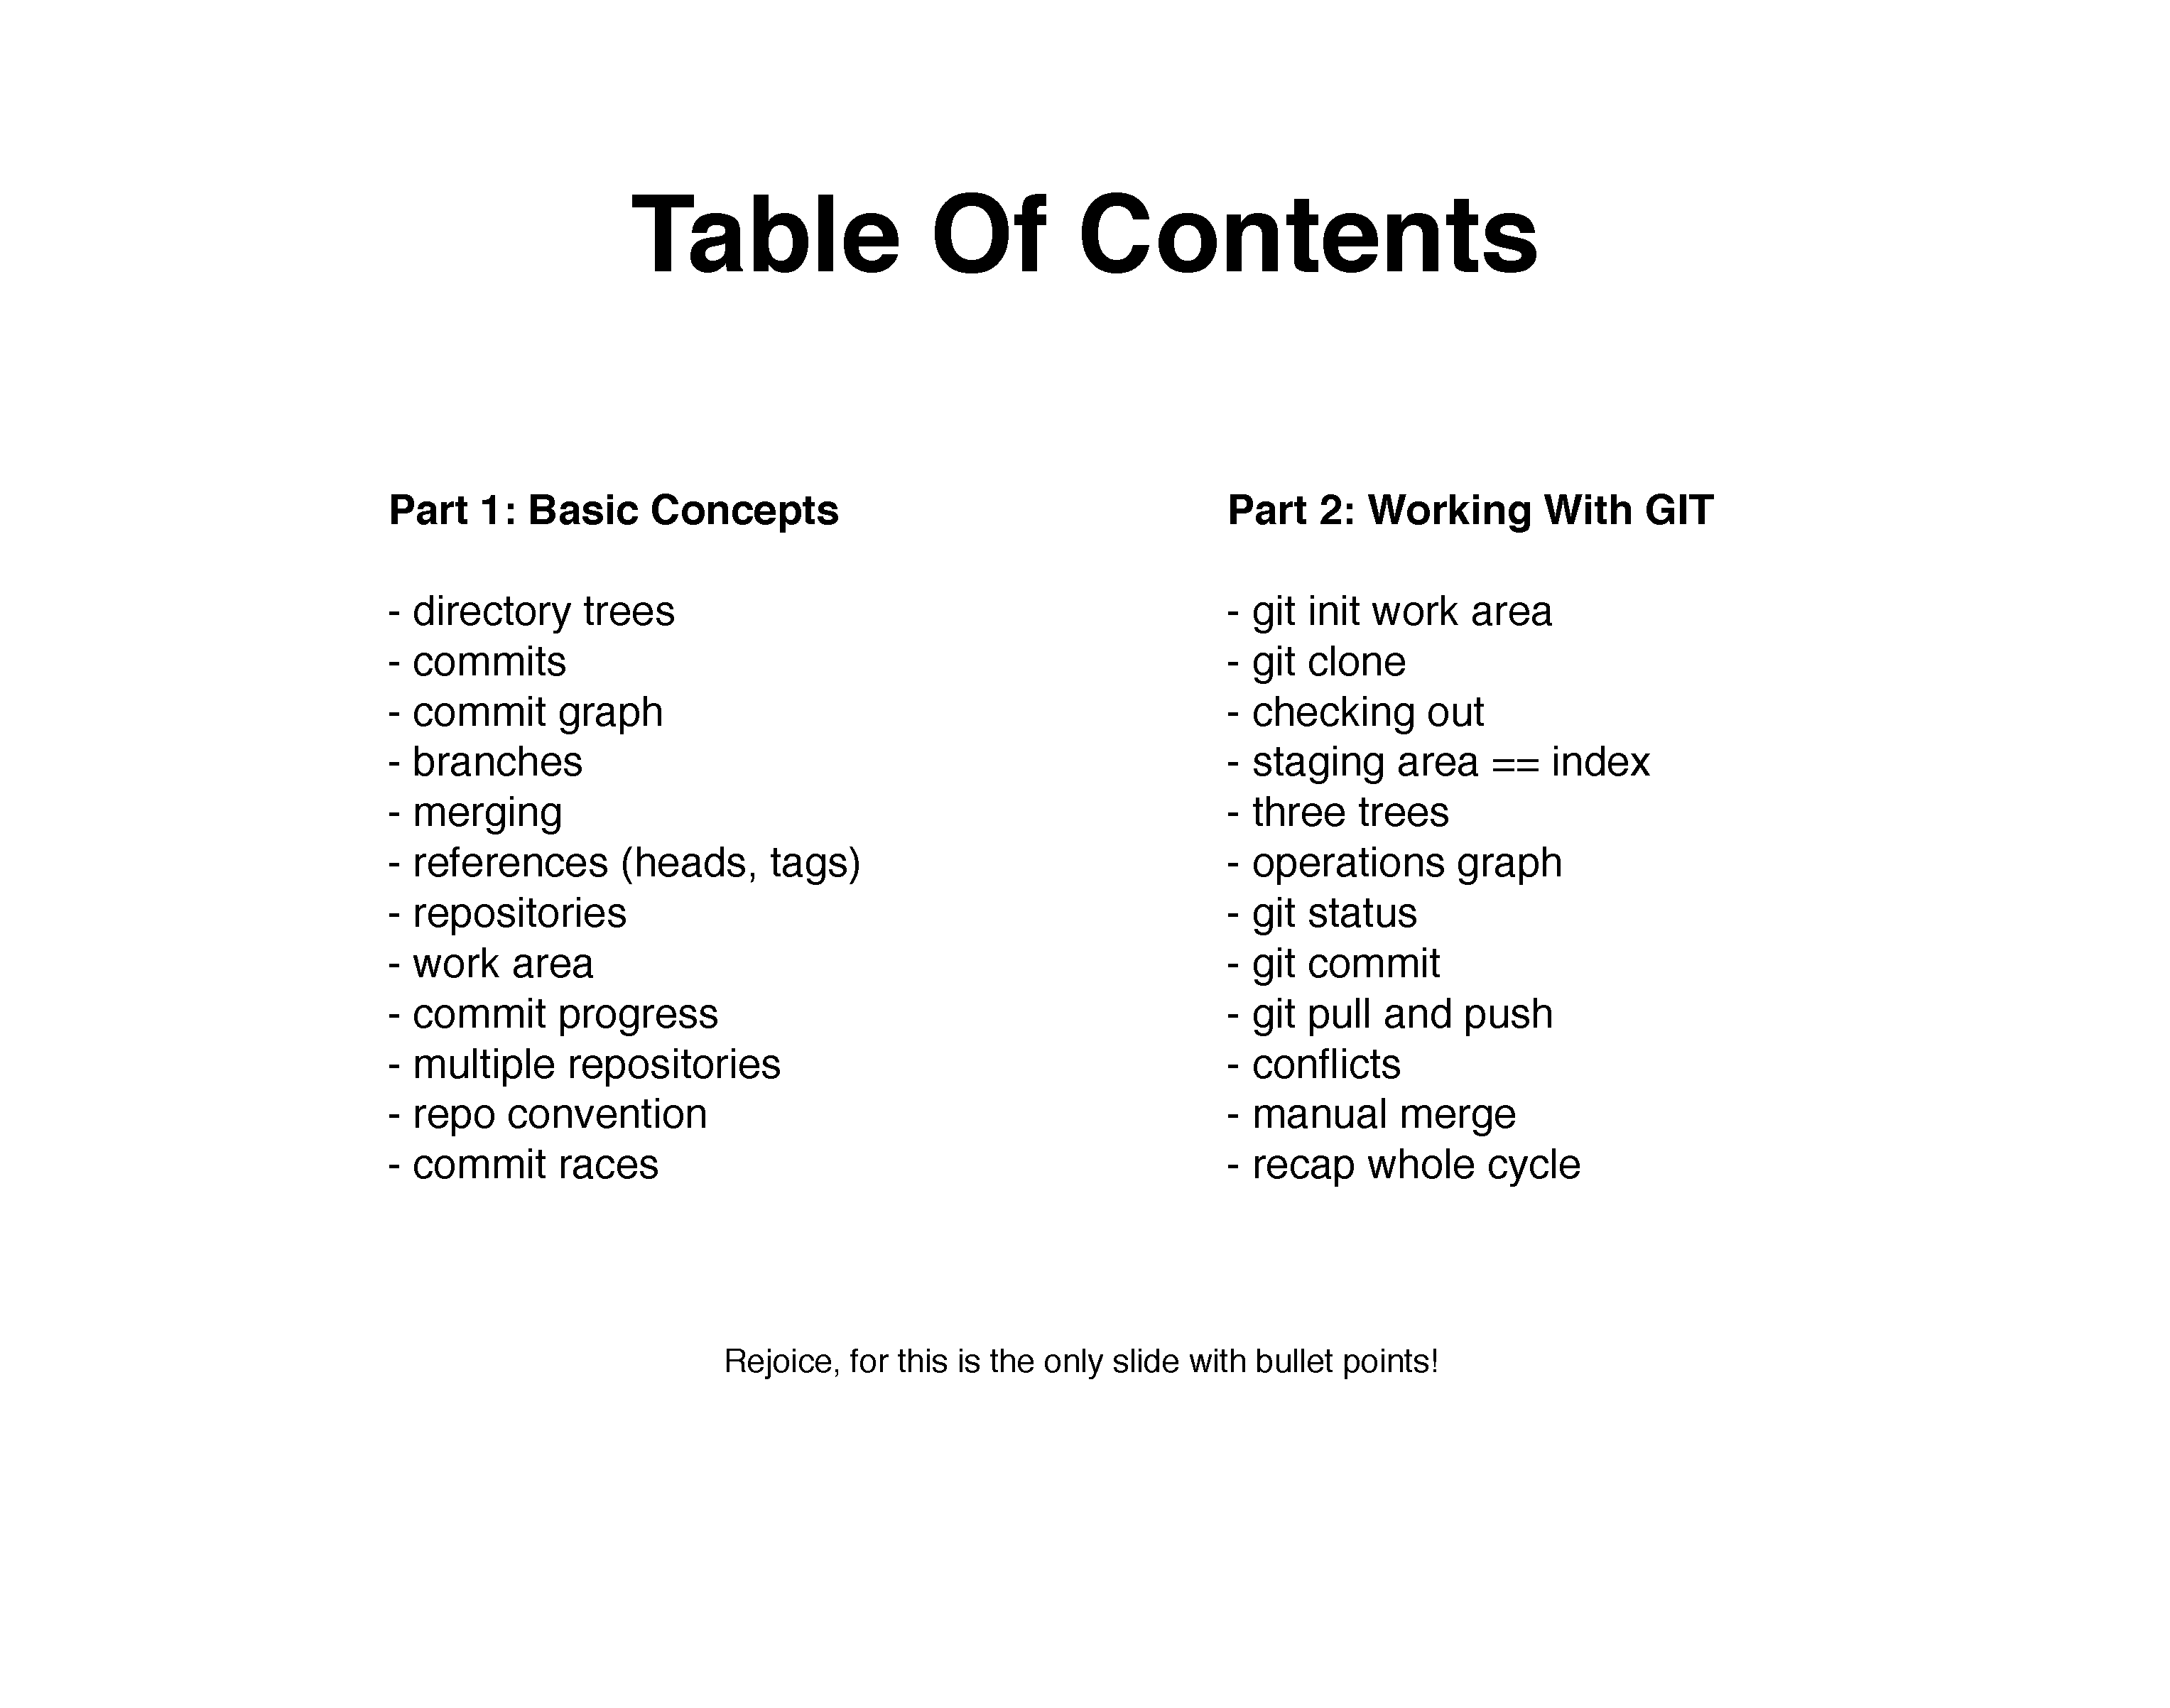 Table Of Contents
Part 1: Basic Concepts
- directory trees
- commits
- commit graph
- branches
- merging
- references (heads, tags)
- repositories
- work area
- commit progress
- multiple repositories
- repo convention
- commit races
Part 2: Working With GIT
- git init work area
- git clone
- checking out
- staging area == index
- three trees
- operations graph
- git status
- git commit
- git pull and push
- conflicts
- manual merge
- recap whole cycle
Rejoice, for this is the only slide with bullet points!